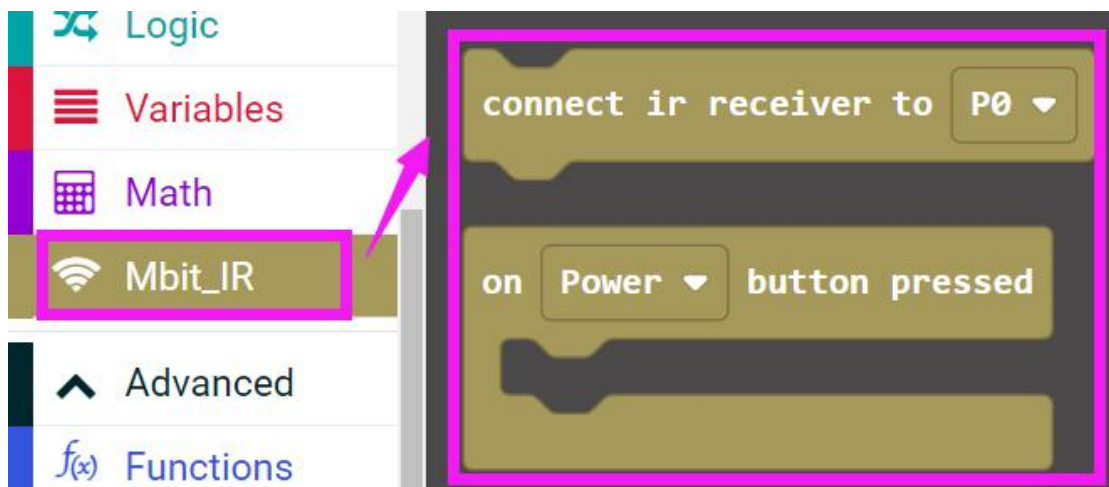 Logic
Variables
Math
Mbit_IR
Advanced
f(x) Functions
connect ir receiver to P0
on Power button pressed